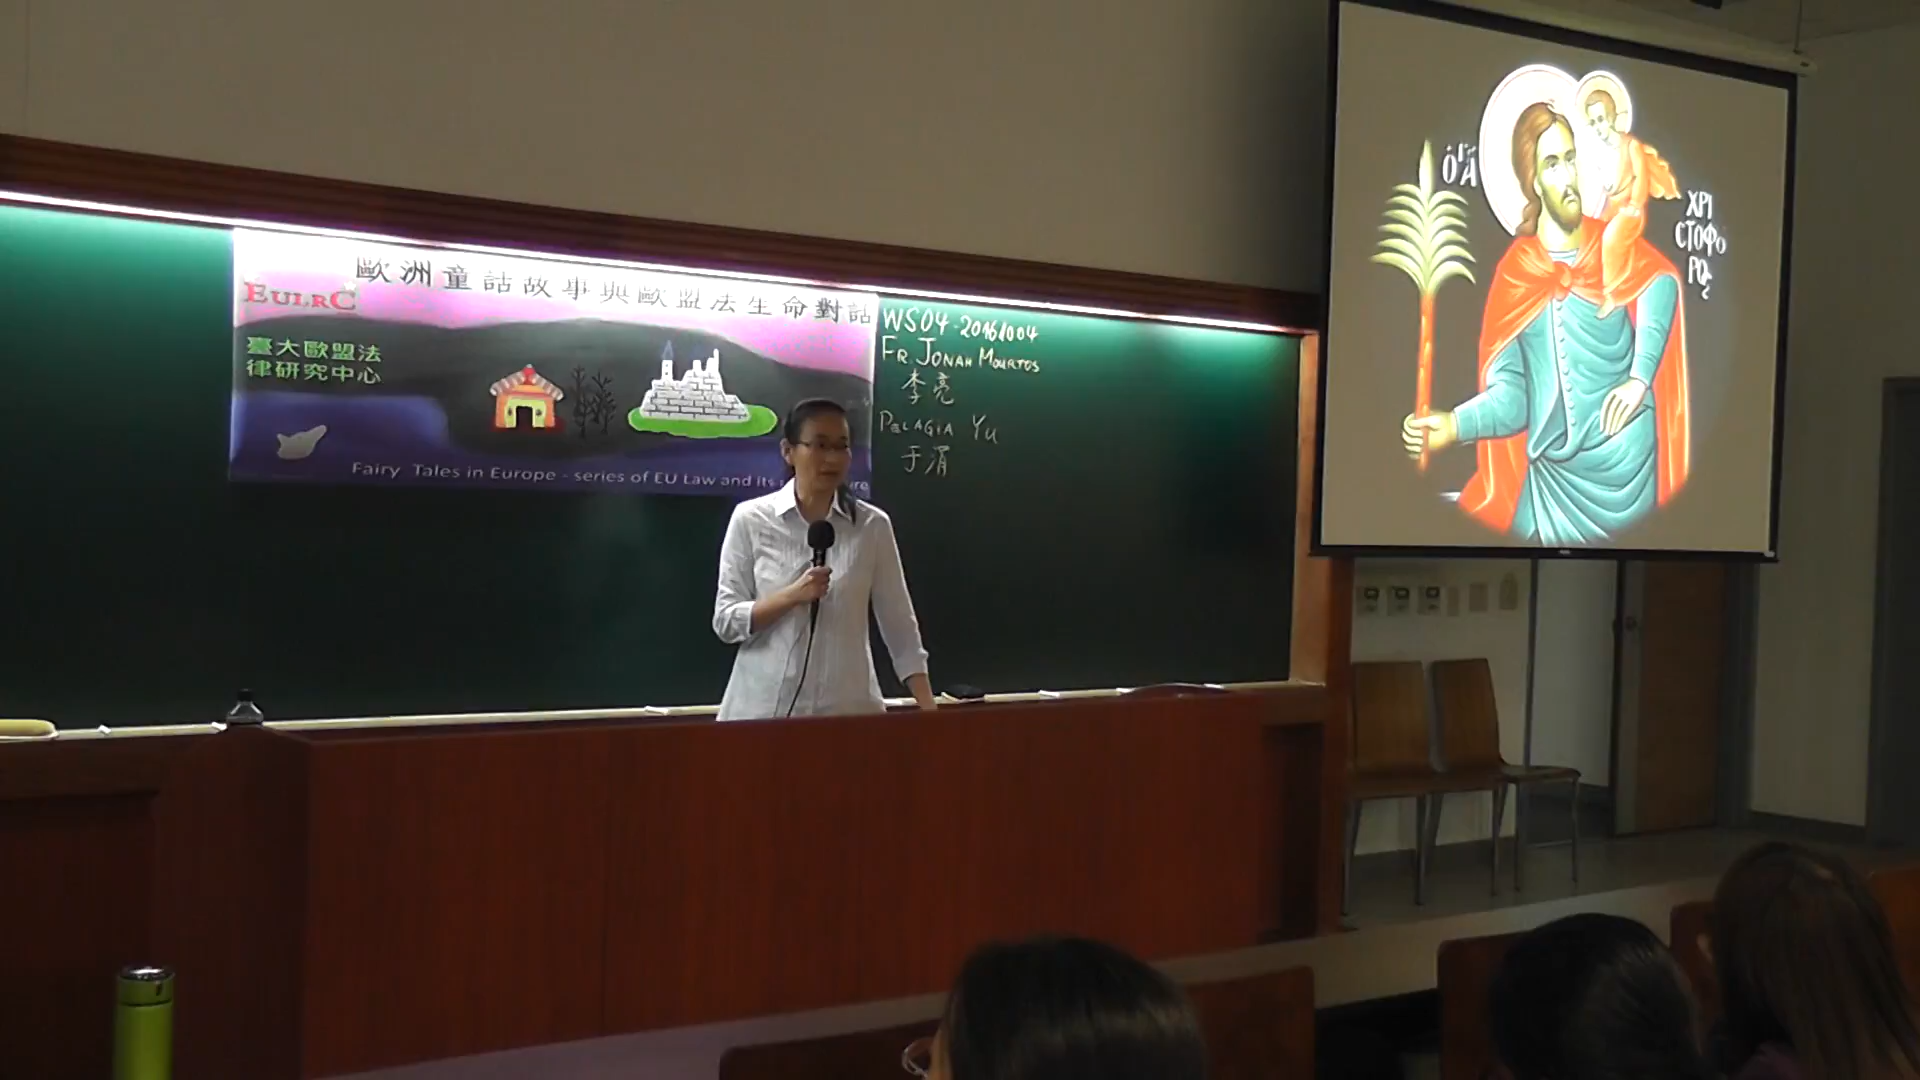 歐洲童話故事與歐盟法生命對話
EULRC
臺大歐盟法
律研究中心
Fairy Tales in Europe - series of EU Law and its
WS04-20161004
FR. JONAH MOURTOS
李亮
PELAGIA YU
于渭
ὁ ἅ
ΧΡΙ
CΤΟΦο
ΡΟς